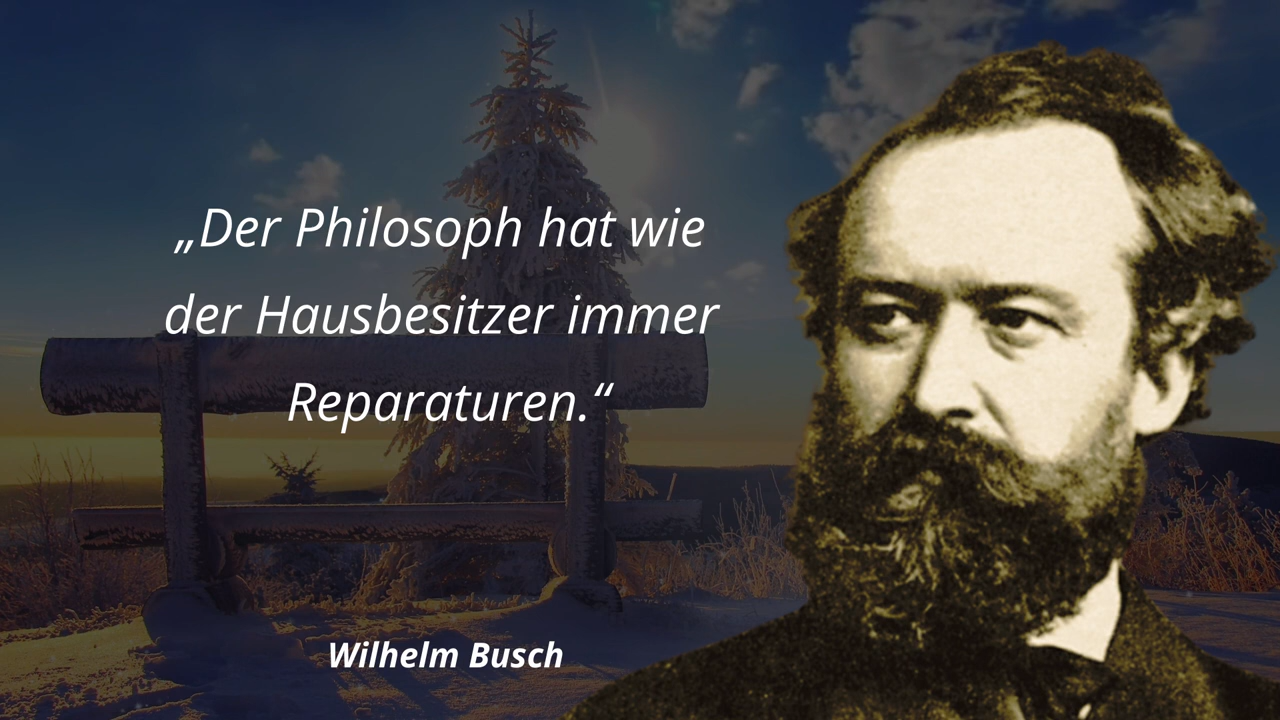 „Der Philosoph hat wie
der Hausbesitzer immer
Reparaturen.“
Wilhelm Busch